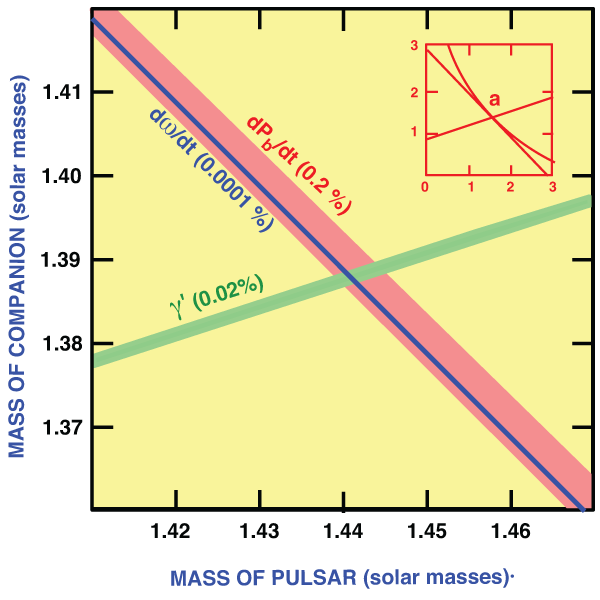 3
2
1
0 1 2 3
a
1.41
1.40
1.39
1.38
1.37
dω/dt (0.0001 %)
dP_b/dt (0.2 %)
γ' (0.02%)
MASS OF COMPANION (solar masses)
1.42 1.43 1.44 1.45 1.46
MASS OF PULSAR (solar masses)·